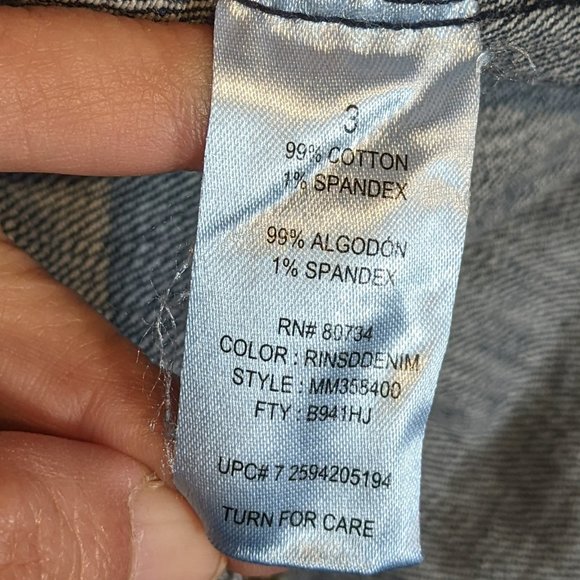 3
99% COTTON
1% SPANDEX
99% ALGODÓN
1% SPANDEX
RN# 80734
COLOR : RINSDDENIM
STYLE : MM358400
FTY : B941HJ
UPC# 7 2594205194
TURN FOR CARE